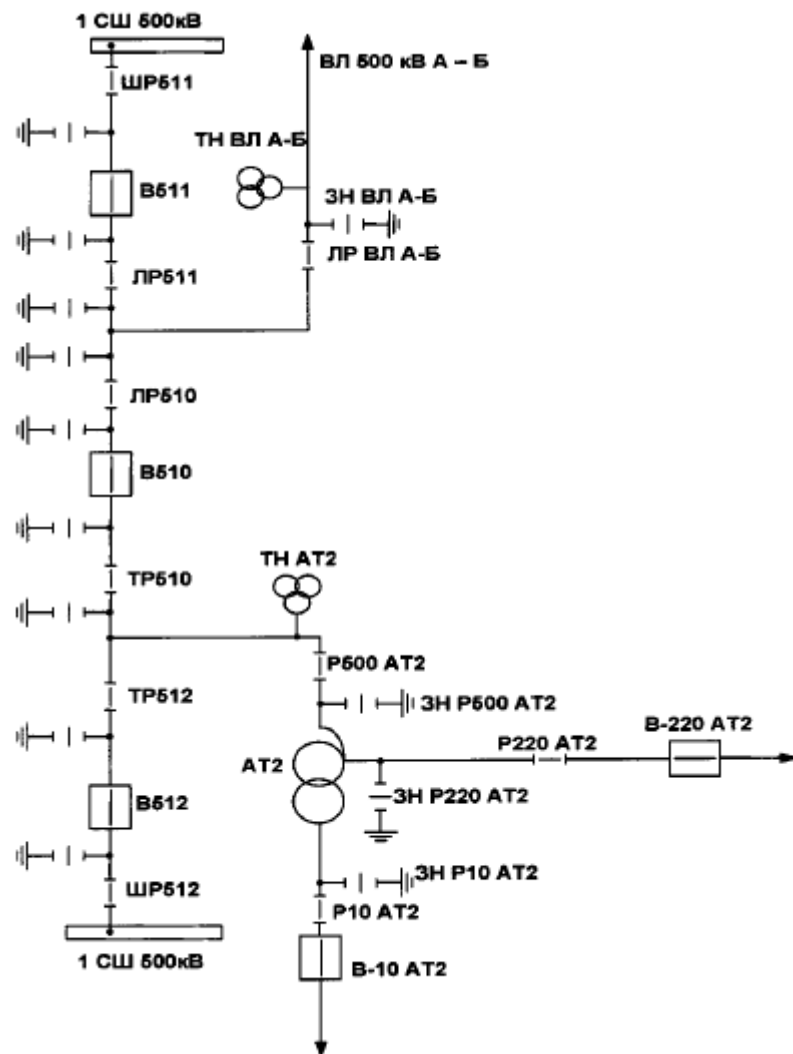 1 СШ 500кВ
ШР511
ВЛ 500 кВ А – Б
ТН ВЛ А-Б
В511
ЗН ВЛ А-Б
ЛР ВЛ А-Б
ЛР511
ЛР510
В510
ТН АТ2
ТР510
Р500 АТ2
ТР512
ЗН Р500 АТ2
В-220 АТ2
Р220 АТ2
АТ2
В512
ЗН Р220 АТ2
ЗН Р10 АТ2
ШР512
Р10 АТ2
1 СШ 500кВ
В-10 АТ2